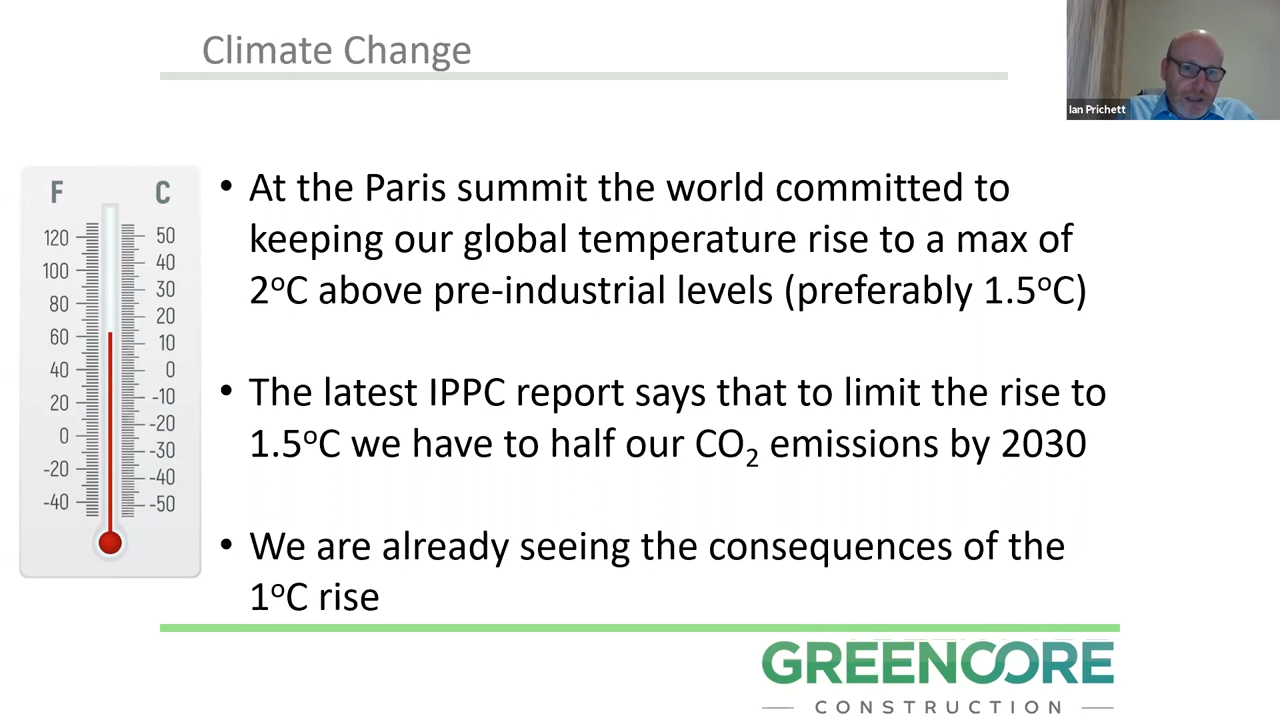 Climate Change
Ian Prichett
F C
120 50
100 40
80 30
60 20
40 10
20 0
0 -10
-20 -20
-40 -30
-40
-50
• At the Paris summit the world committed to
keeping our global temperature rise to a max of
2°C above pre-industrial levels (preferably 1.5°C)
• The latest IPPC report says that to limit the rise to
1.5°C we have to half our CO₂ emissions by 2030
• We are already seeing the consequences of the
1°C rise
GREENCORE
CONSTRUCTION